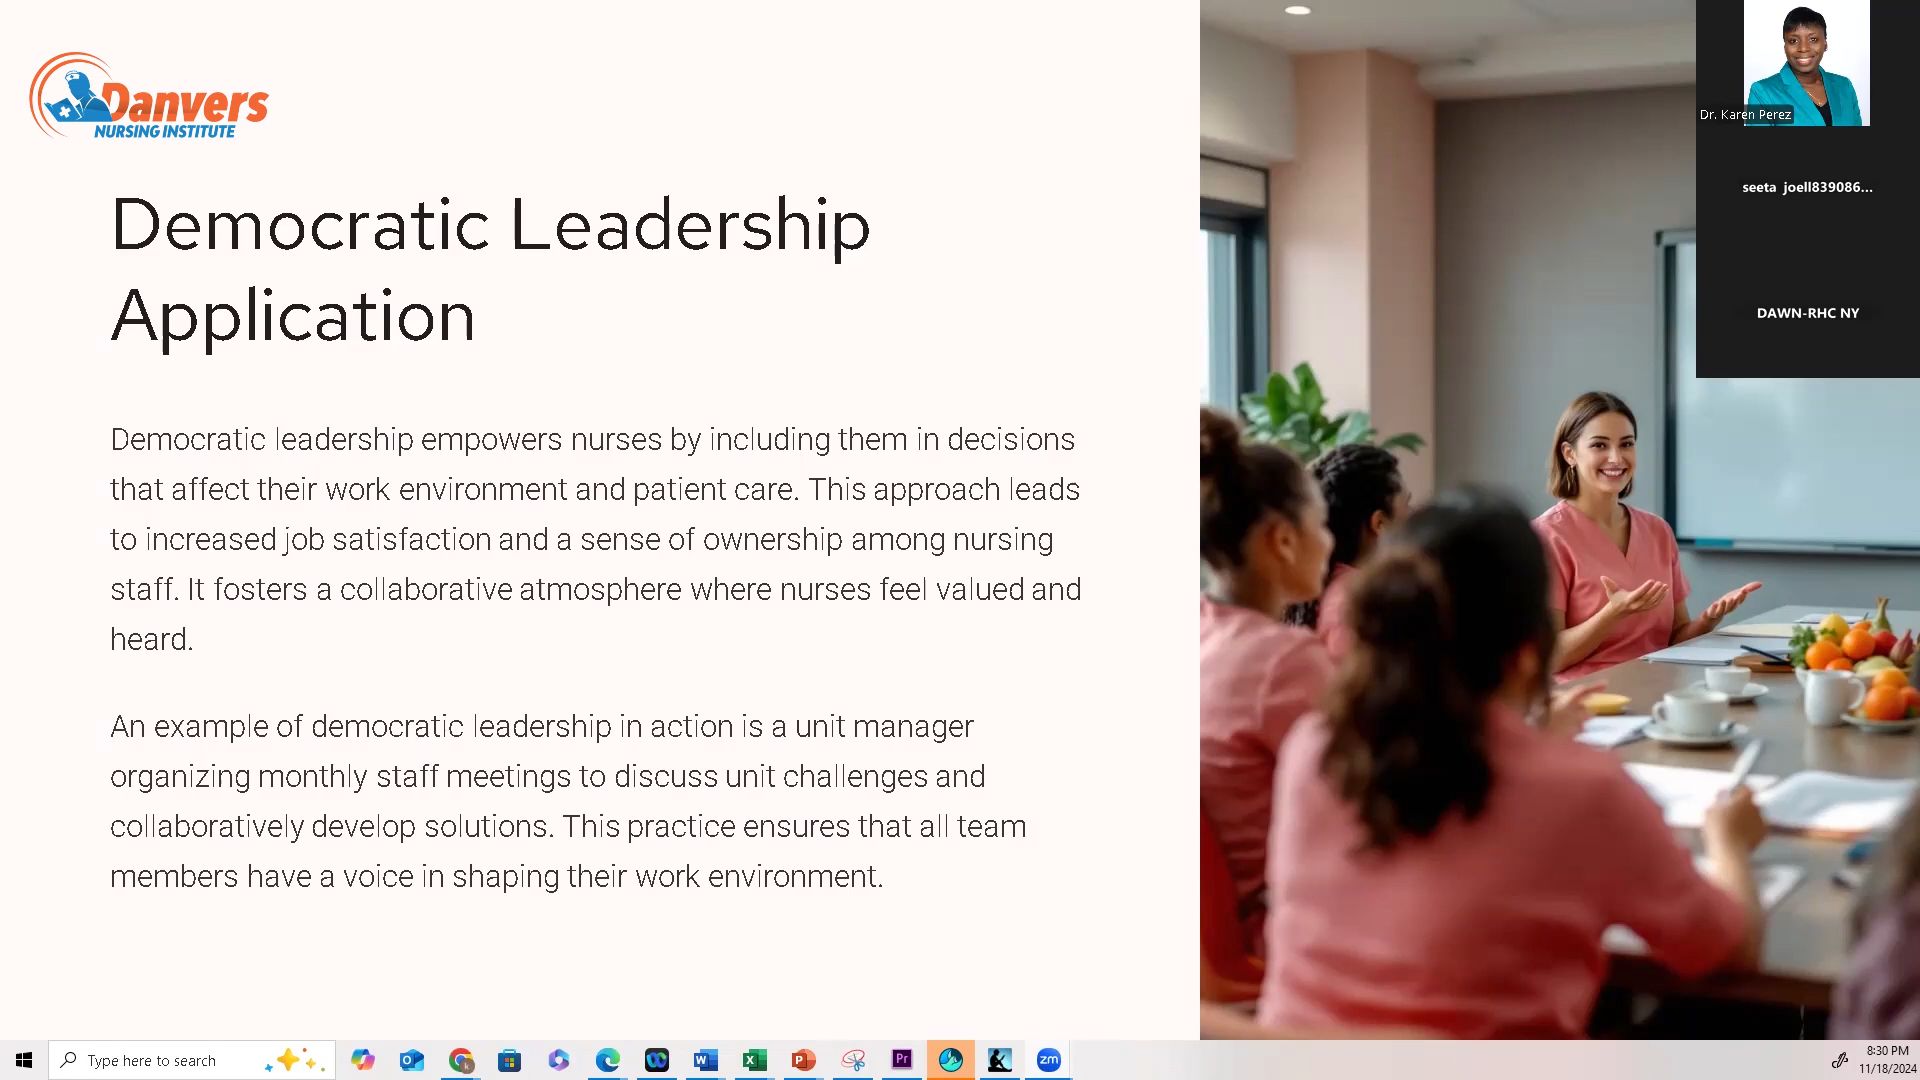 Danvers
NURSING INSTITUTE
Democratic Leadership
Application
Democratic leadership empowers nurses by including them in decisions
that affect their work environment and patient care. This approach leads
to increased job satisfaction and a sense of ownership among nursing
staff. It fosters a collaborative atmosphere where nurses feel valued and
heard.
An example of democratic leadership in action is a unit manager
organizing monthly staff meetings to discuss unit challenges and
collaboratively develop solutions. This practice ensures that all team
members have a voice in shaping their work environment.
Dr. Karen Perez
seeta joell839086...
DAWN-RHC NY
Type here to search
W
X
P
Pr
zm
8:30 PM
11/18/2024